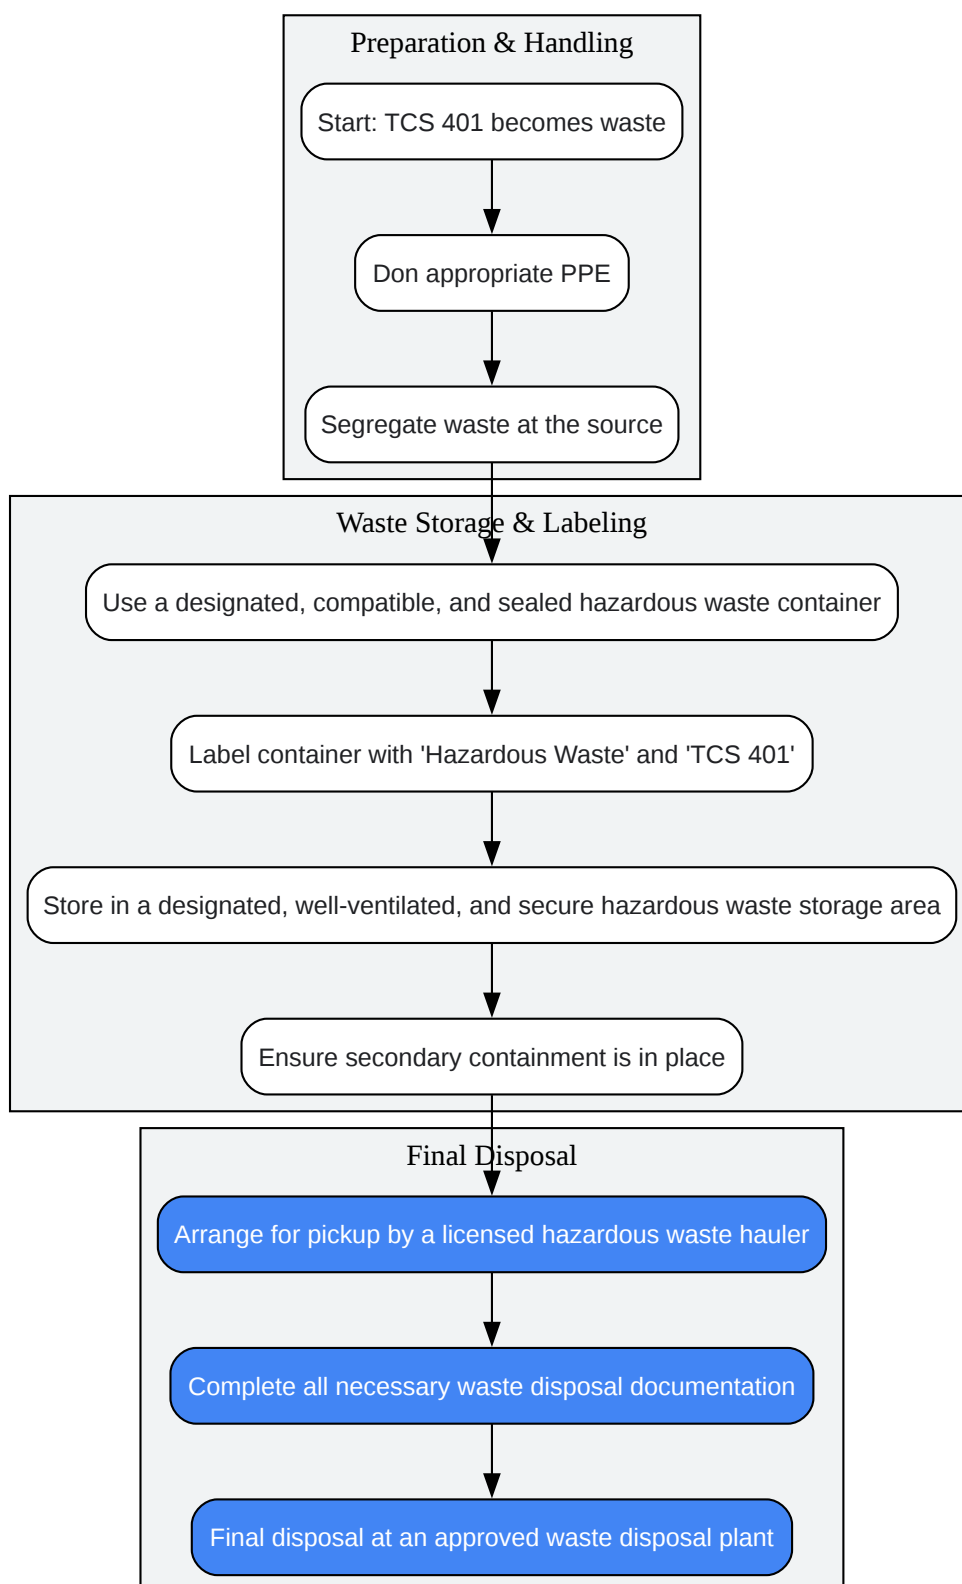 Preparation & Handling
Start: TCS 401 becomes waste
Don appropriate PPE
Segregate waste at the source
Waste Storage & Labeling
Use a designated, compatible, and sealed hazardous waste container
Label container with 'Hazardous Waste' and 'TCS 401'
Store in a designated, well-ventilated, and secure hazardous waste storage area
Ensure secondary containment is in place
Final Disposal
Arrange for pickup by a licensed hazardous waste hauler
Complete all necessary waste disposal documentation
Final disposal at an approved waste disposal plant